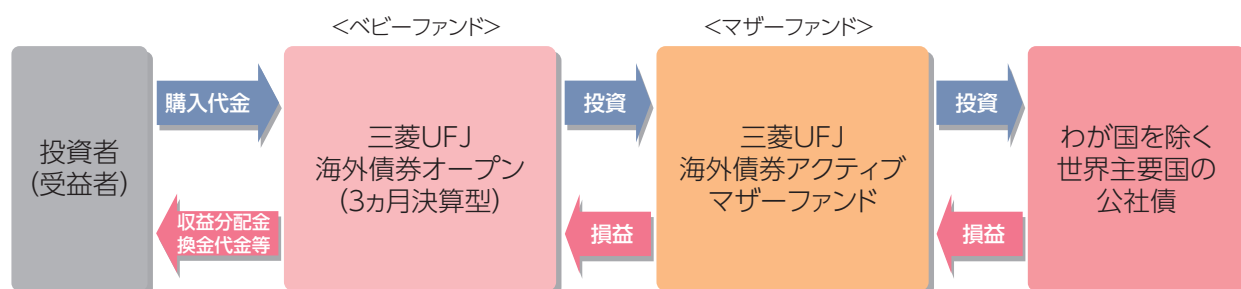 <ベビーファンド>
<マザーファンド>
投資者
(受益者)
購入代金
収益分配金
換金代金等
三菱UFJ
海外債券オープン
(3ヵ月決算型)
投資
損益
三菱UFJ
海外債券アクティブ
マザーファンド
投資
損益
わが国を除く
世界主要国の
公社債